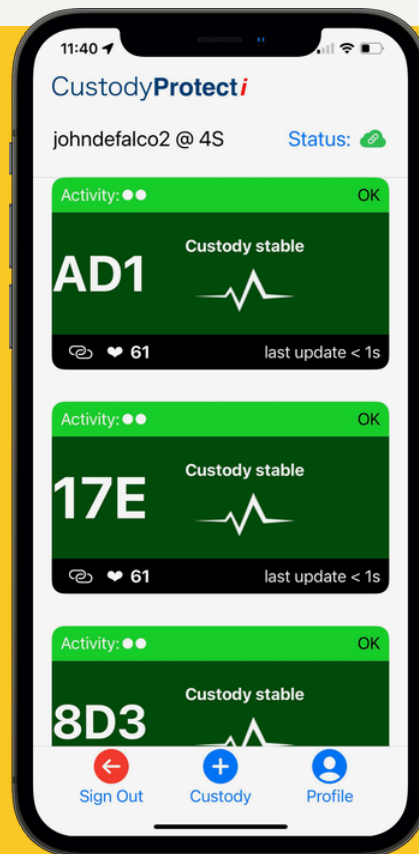 11:40
CustodyProtecti
johndefalco2 @ 4S
Status:
Activity:
OK
Custody stable
AD1
61
last update < 1s
Activity:
OK
Custody stable
17E
61
last update < 1s
Activity:
OK
Custody stable
8D3
Sign Out
Custody
Profile